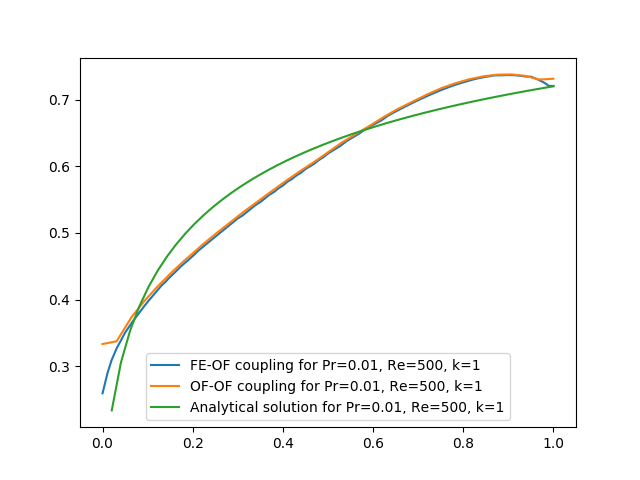 0.7
0.6
0.5
0.4
0.3
FE-OF coupling for Pr=0.01, Re=500, k=1
OF-OF coupling for Pr=0.01, Re=500, k=1
Analytical solution for Pr=0.01, Re=500, k=1
0.0 0.2 0.4 0.6 0.8 1.0